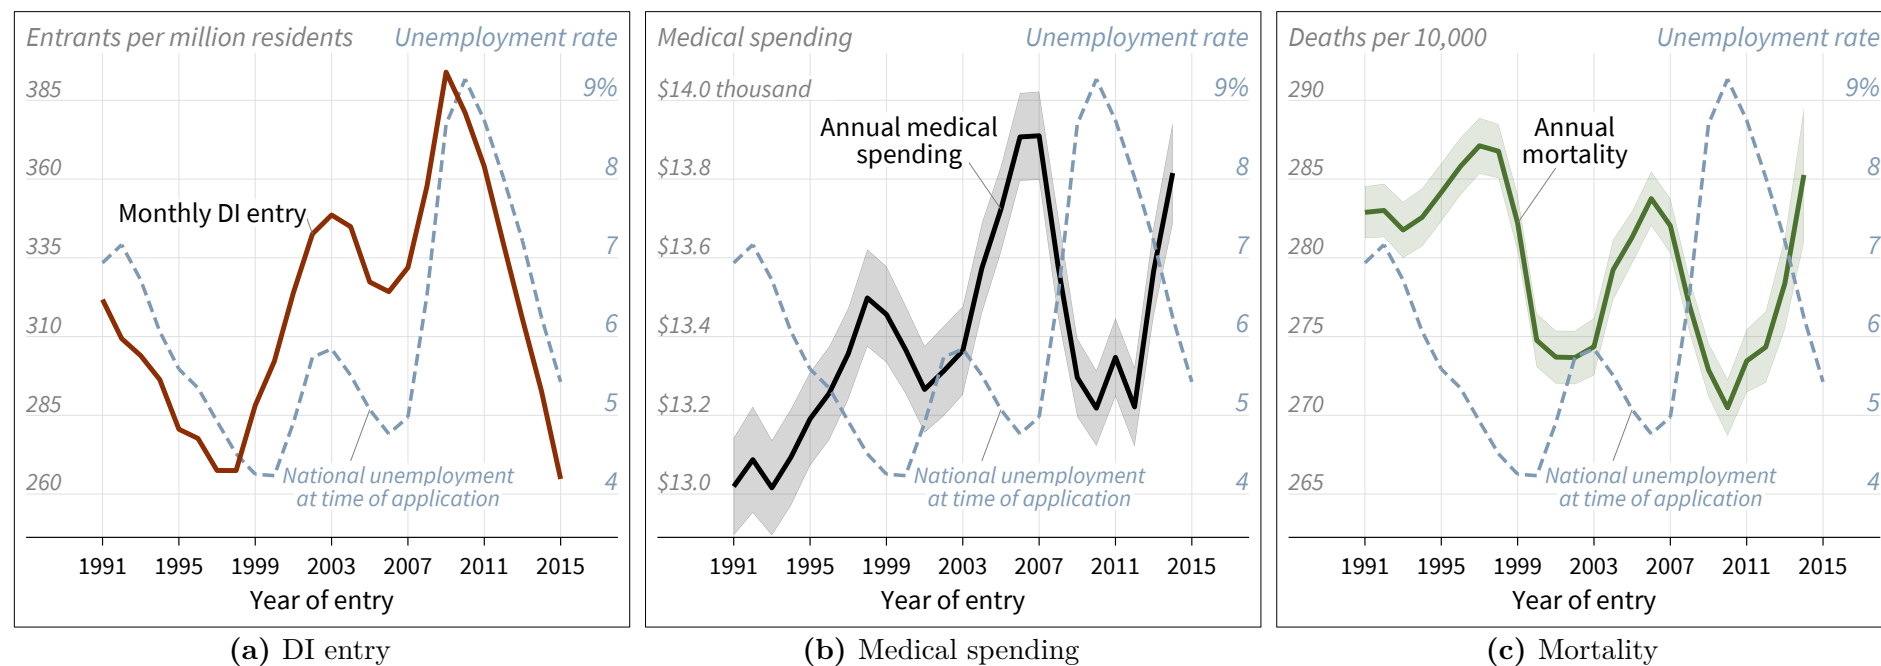 Entrants per million residents Unemployment rate
385 9%
360 8
Monthly DI entry
335 7
310 6
285 5
National unemployment
at time of application
260 4
1991 1995 1999 2003 2007 2011 2015
Year of entry
(a) DI entry
Medical spending Unemployment rate
$14.0 thousand 9%
Annual medical
spending
$13.8 8
$13.6 7
$13.4 6
$13.2 5
National unemployment
at time of application
$13.0 4
1991 1995 1999 2003 2007 2011 2015
Year of entry
(b) Medical spending
Deaths per 10,000 Unemployment rate
290 9%
Annual
mortality
285 8
280 7
275 6
270 5
National unemployment
at time of application
265 4
1991 1995 1999 2003 2007 2011 2015
Year of entry
(c) Mortality